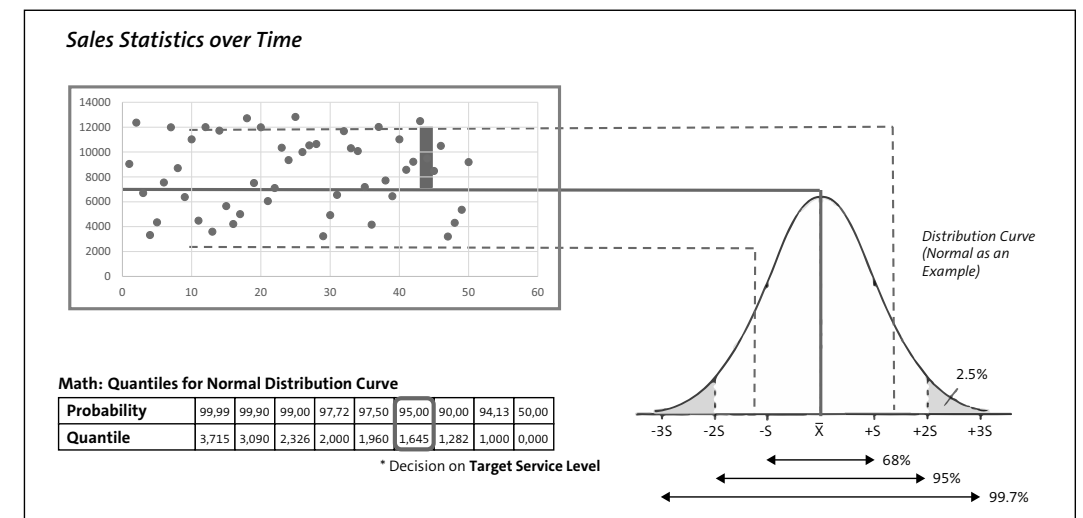 Sales Statistics over Time
14000
12000
10000
8000
6000
4000
2000
0
0 10 20 30 40 50 60
Distribution Curve
(Normal as an
Example)
2.5%
-3S -2S -S X̅ +S +2S +3S
68%
95%
99.7%
Math: Quantiles for Normal Distribution Curve
Probability 99,99 99,90 99,00 97,72 97,50 95,00 90,00 94,13 50,00
Quantile 3,715 3,090 2,326 2,000 1,960 1,645 1,282 1,000 0,000
* Decision on Target Service Level